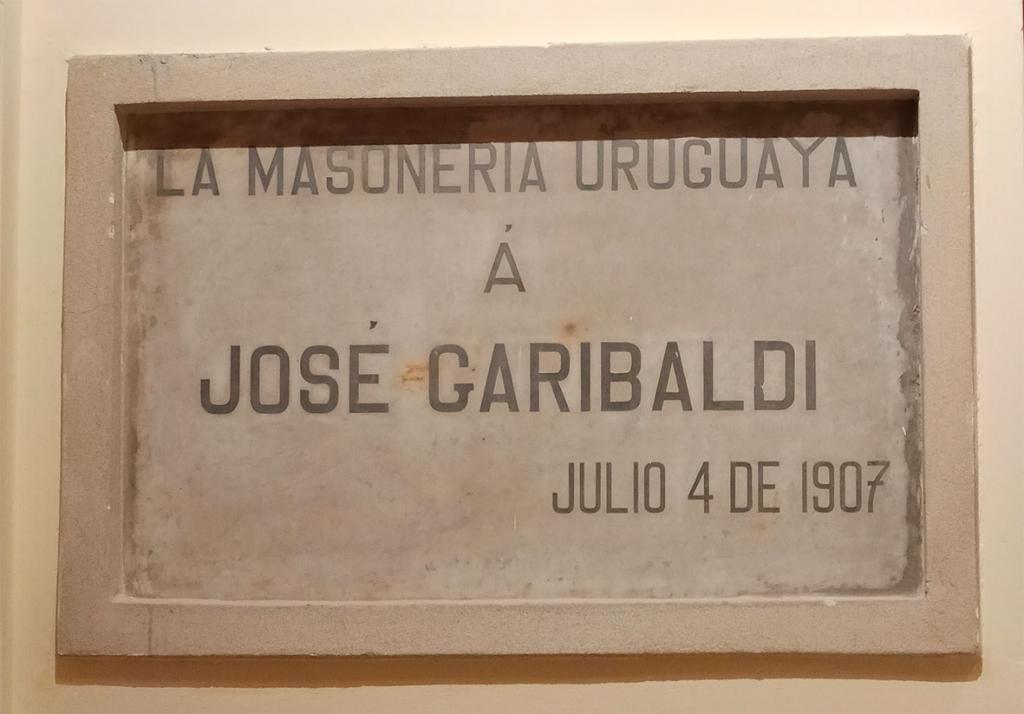 LA MASONERIA URUGUAYA
Á
JOSÉ GARIBALDI
JULIO 4 DE 1907